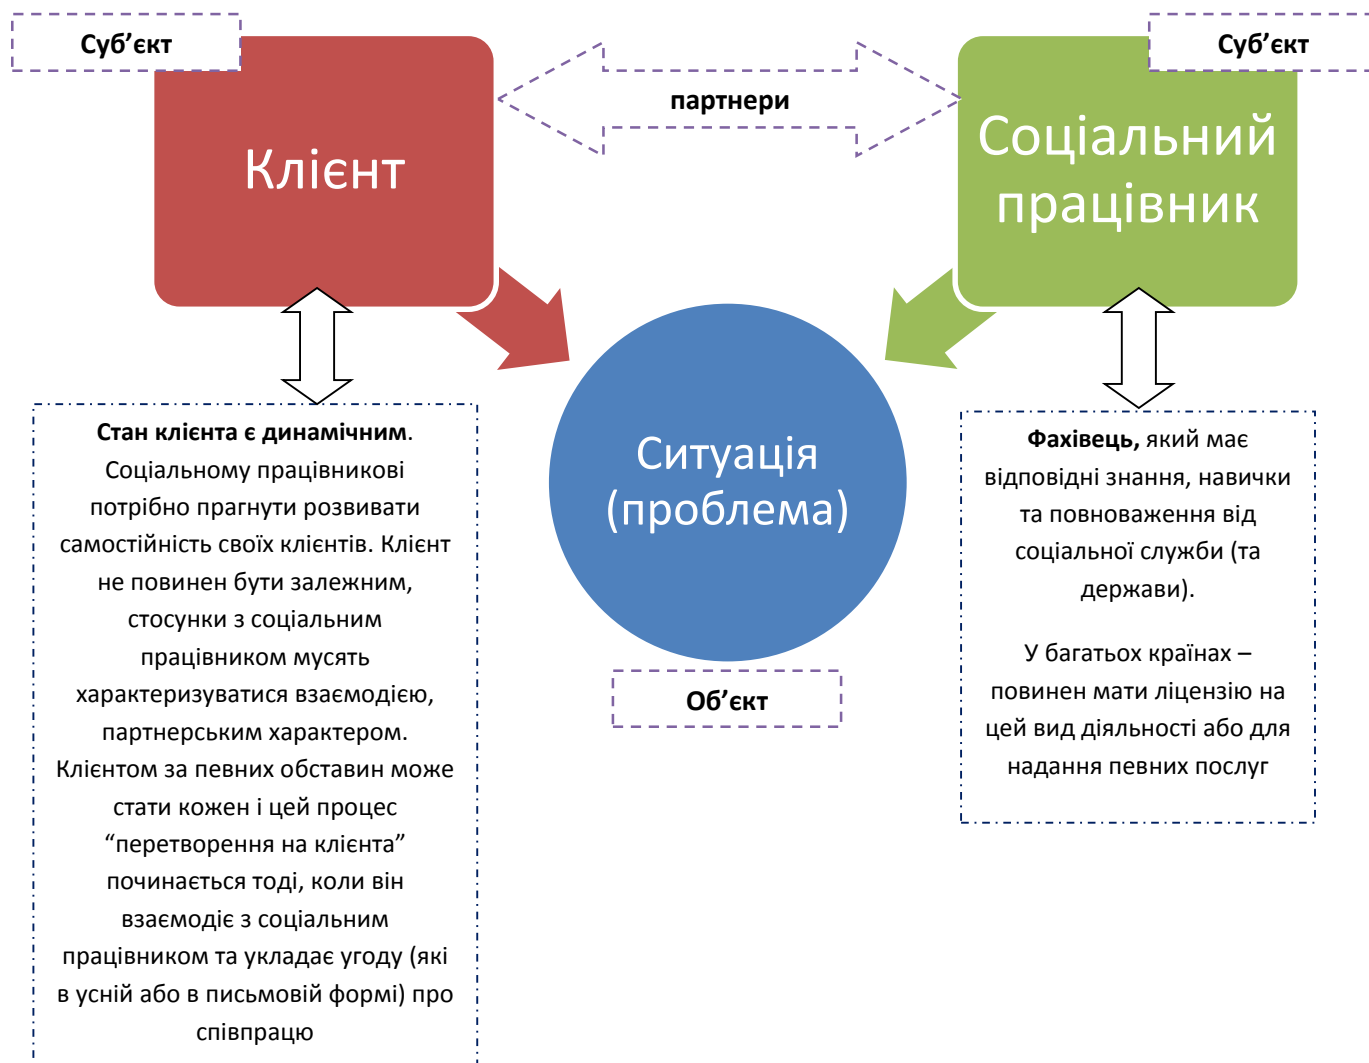 Суб’єкт
Суб’єкт
партнери
Клієнт
Соціальний
працівник
Ситуація
(проблема)
Об’єкт
Стан клієнта є динамічним.
Соціальному працівникові
потрібно прагнути розвивати
самостійність своїх клієнтів. Клієнт
не повинен бути залежним,
стосунки з соціальним
працівником мусять
характеризуватися взаємодією,
партнерським характером.
Клієнтом за певних обставин може
стати кожен і цей процес
“перетворення на клієнта”
починається тоді, коли він
взаємодіє з соціальним
працівником та укладає угоду (які
в усній або в письмовій формі) про
співпрацю
Фахівець, який має
відповідні знання, навички
та повноваження від
соціальної служби (та
держави).
У багатьох країнах –
повинен мати ліцензію на
цей вид діяльності або для
надання певних послуг